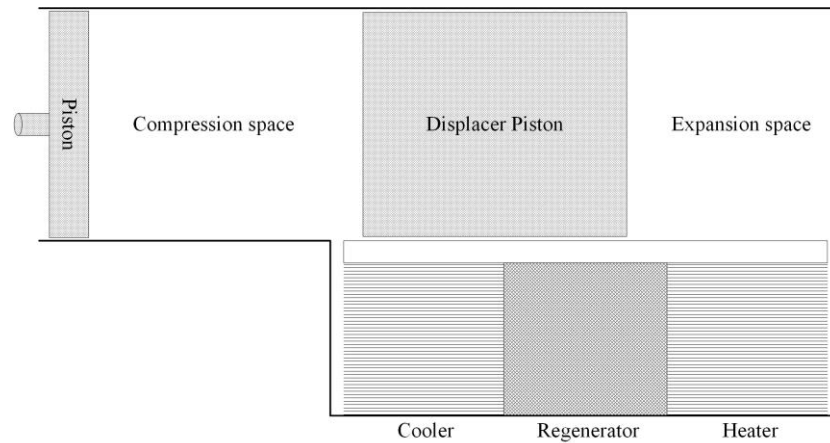 Piston
Compression space
Displacer Piston
Expansion space
Cooler
Regenerator
Heater